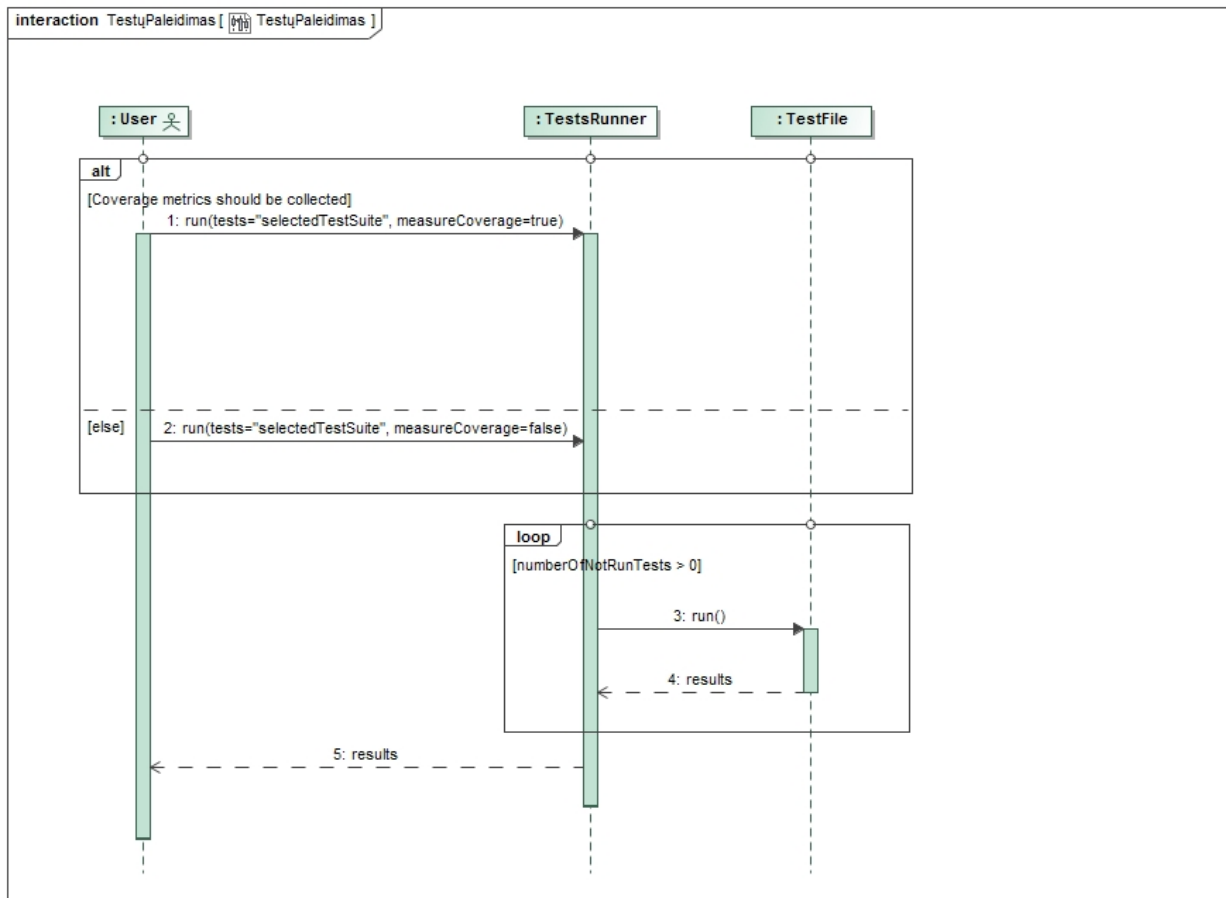 interaction TestųPaleidimas [ TestųPaleidimas ]
: User
: TestsRunner
: TestFile
alt
[Coverage metrics should be collected]
1: run(tests="selectedTestSuite", measureCoverage=true)
[else]
2: run(tests="selectedTestSuite", measureCoverage=false)
loop
[numberOfNotRunTests > 0]
3: run()
4: results
5: results